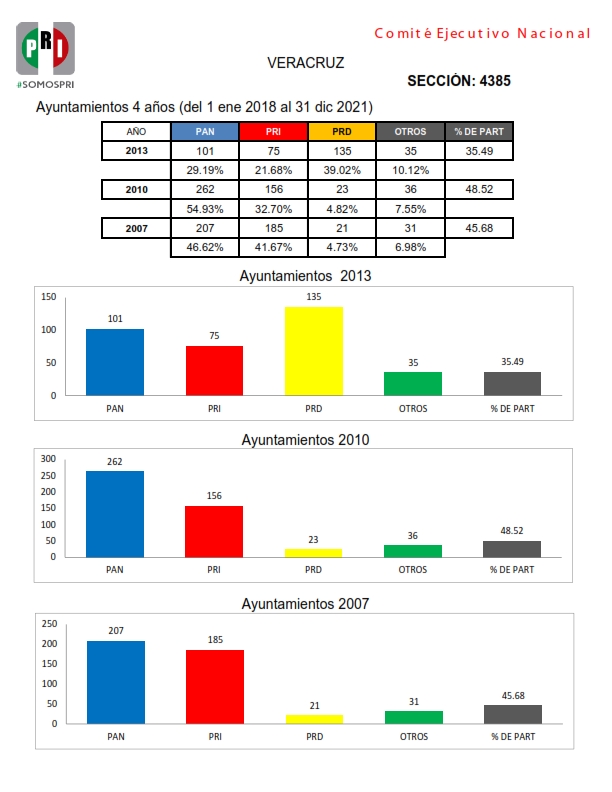 Comité Ejecutivo Nacional
PRI
#SOMOSPRI
VERACRUZ
SECCIÓN: 4385
Ayuntamientos 4 años (del 1 ene 2018 al 31 dic 2021)
AÑO PAN PRI PRD OTROS % DE PART
2013 101 75 135 35 35.49
29.19% 21.68% 39.02% 10.12%
2010 262 156 23 36 48.52
54.93% 32.70% 4.82% 7.55%
2007 207 185 21 31 45.68
46.62% 41.67% 4.73% 6.98%
Ayuntamientos 2013
150
135
101
100
75
50
35
35.49
0
PAN PRI PRD OTROS % DE PART
Ayuntamientos 2010
300
262
250
200
156
150
100
50
23
36
48.52
0
PAN PRI PRD OTROS % DE PART
Ayuntamientos 2007
250
207
200
185
150
100
50
21
31
45.68
0
PAN PRI PRD OTROS % DE PART